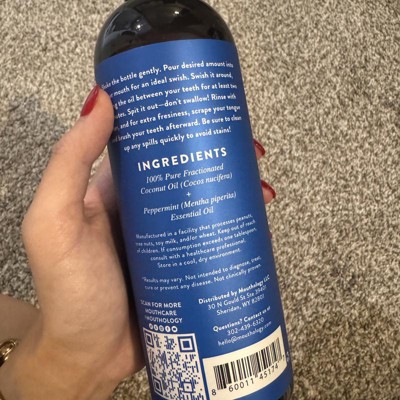 the bottle gently. Pour desired amount into
mouth for an ideal swish. Swish it around,
the oil between your teeth for at least two
Spit it out—don't swallow! Rinse with
and for extra freshness, scrape your tongue
brush your teeth afterward. Be sure to clean
up any spills quickly to avoid stains!
INGREDIENTS
100% Pure Fractionated
Coconut Oil (Cocos nucifera)
+
Peppermint (Mentha piperita)
Essential Oil
Manufactured in a facility that processes peanuts,
tree nuts, soy milk, and/or wheat. Keep out of reach
of children. If consumption exceeds one tablespoon,
consult with a healthcare professional.
Store in a cool, dry environment.
*Results may vary. Not intended to diagnose, treat,
cure or prevent any disease. Not clinically proven.
SCAN FOR MORE
MOUTHCARE
#MOUTHOLOGY
Distributed by Mouthology LLC
30 N Gould St Ste
Sheridan, WY 82801
Questions? Contact us at
302-439-6320
hello@mouthology.com
8 60011 45174